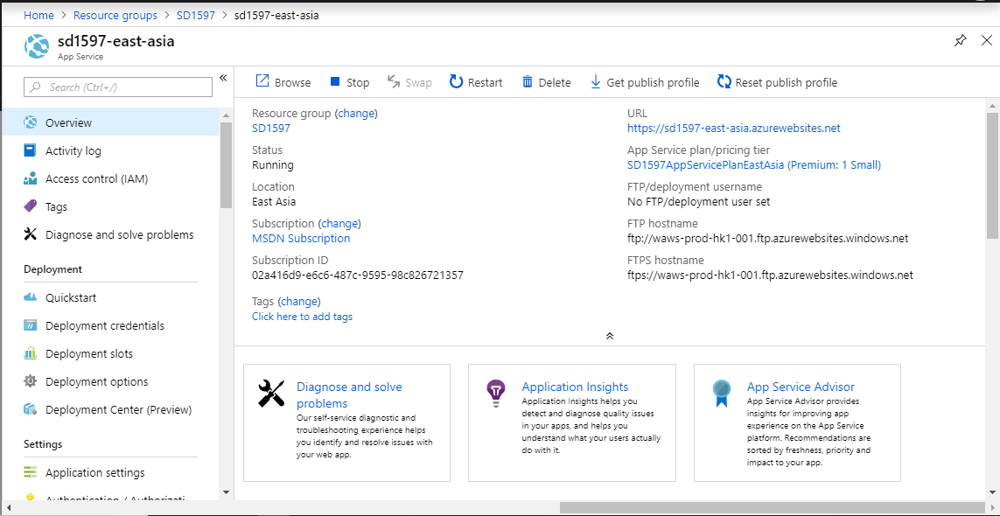 Home > Resource groups > SD1597 > sd1597-east-asia
sd1597-east-asia
App Service
Search (Ctrl+/)
Overview
Activity log
Access control (IAM)
Tags
Diagnose and solve problems
Deployment
Quickstart
Deployment credentials
Deployment slots
Deployment options
Deployment Center (Preview)
Settings
Application settings
Authentication / Authorizati
Browse Stop Swap Restart Delete Get publish profile Reset publish profile
Resource group (change)
SD1597
Status
Running
Location
East Asia
Subscription (change)
MSDN Subscription
Subscription ID
02a416d9-e6c6-487c-9595-98c826721357
Tags (change)
Click here to add tags
URL
https://sd1597-east-asia.azurewebsites.net
App Service plan/pricing tier
SD1597AppServicePlanEastAsia (Premium: 1 Small)
FTP/deployment username
No FTP/deployment user set
FTP hostname
ftp://waws-prod-hk1-001.ftp.azurewebsites.windows.net
FTPS hostname
ftps://waws-prod-hk1-001.ftp.azurewebsites.windows.net
Diagnose and solve
problems
Our self-service diagnostic and
troubleshooting experience helps
you identify and resolve issues with
your web app.
Application Insights
Application Insights helps you
detect and diagnose quality issues
in your apps, and helps you
understand what your users actually
do with it.
App Service Advisor
App Service Advisor provides
insights for improving app
experience on the App Service
platform. Recommendations are
sorted by freshness, priority and
impact to your app.